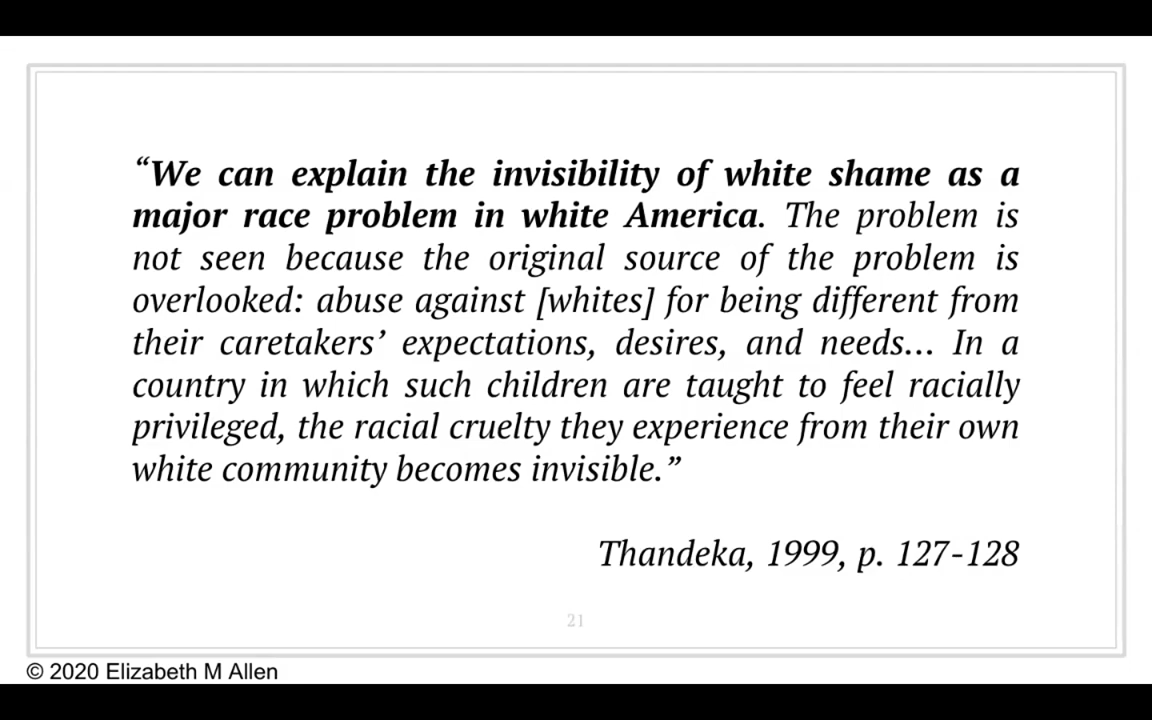 “We can explain the invisibility of white shame as a
major race problem in white America. The problem is
not seen because the original source of the problem is
overlooked: abuse against [whites] for being different from
their caretakers’ expectations, desires, and needs… In a
country in which such children are taught to feel racially
privileged, the racial cruelty they experience from their own
white community becomes invisible.”
Thandeka, 1999, p. 127-128
21
© 2020 Elizabeth M Allen